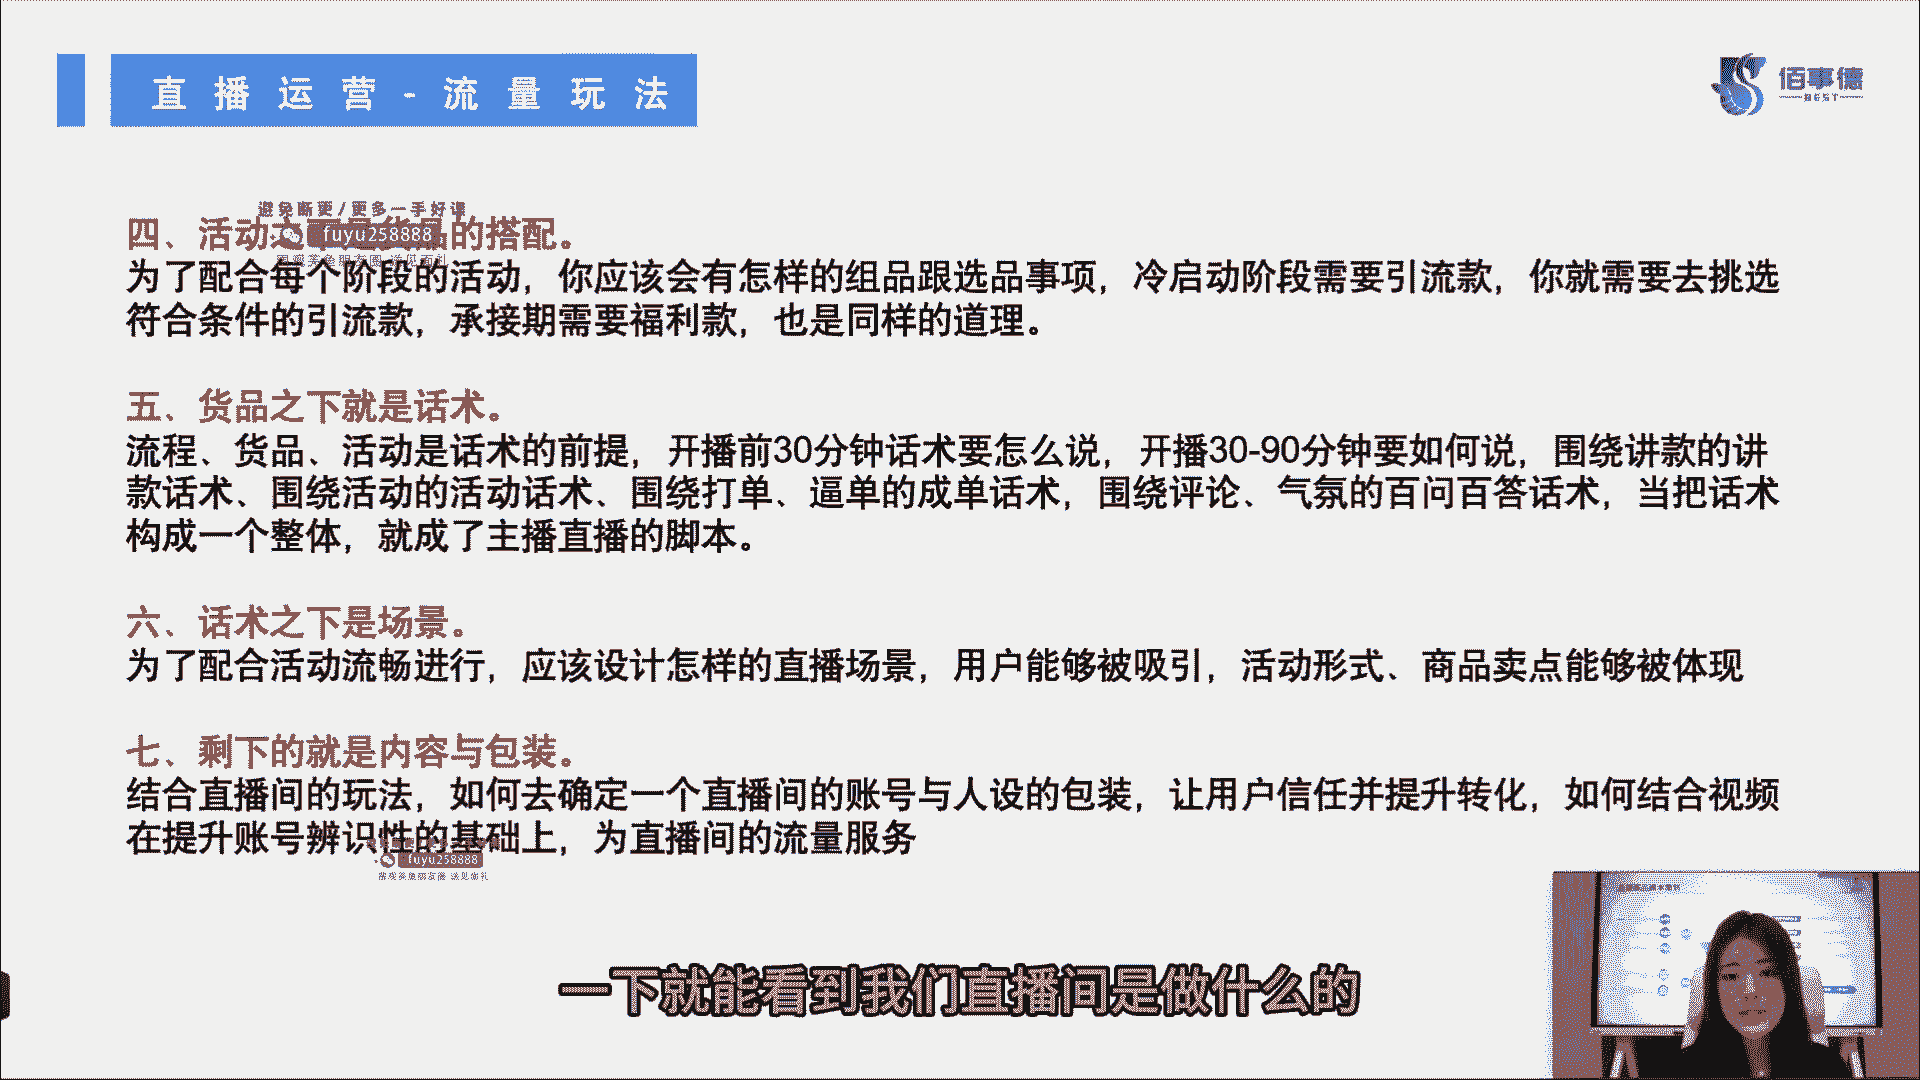 直播运营-流量玩法
佰事德
避免断更/更多一手好课
四、活动之下是货品的搭配。
fuyu258888
为了配合每个阶段的活动，你应该会有怎样的组品跟选品事项，冷启动阶段需要引流款，你就需要去挑选
符合条件的引流款，承接期需要福利款，也是同样的道理。
五、货品之下就是话术。
流程、货品、活动是话术的前提，开播前30分钟话术要怎么说，开播30-90分钟要如何说，围绕讲款的讲
款话术、围绕活动的活动话术、围绕打单、逼单的成单话术，围绕评论、气氛的百问百答话术，当把话术
构成一个整体，就成了主播直播的脚本。
六、话术之下是场景。
为了配合活动流畅进行，应该设计怎样的直播场景，用户能够被吸引，活动形式、商品卖点能够被体现
七、剩下的就是内容与包装。
结合直播间的玩法，如何去确定一个直播间的账号与人设的包装，让用户信任并提升转化，如何结合视频
在提升账号辨识性的基础上，为直播间的流量服务
fuyu258888
一下就能看到我们直播间是做什么的